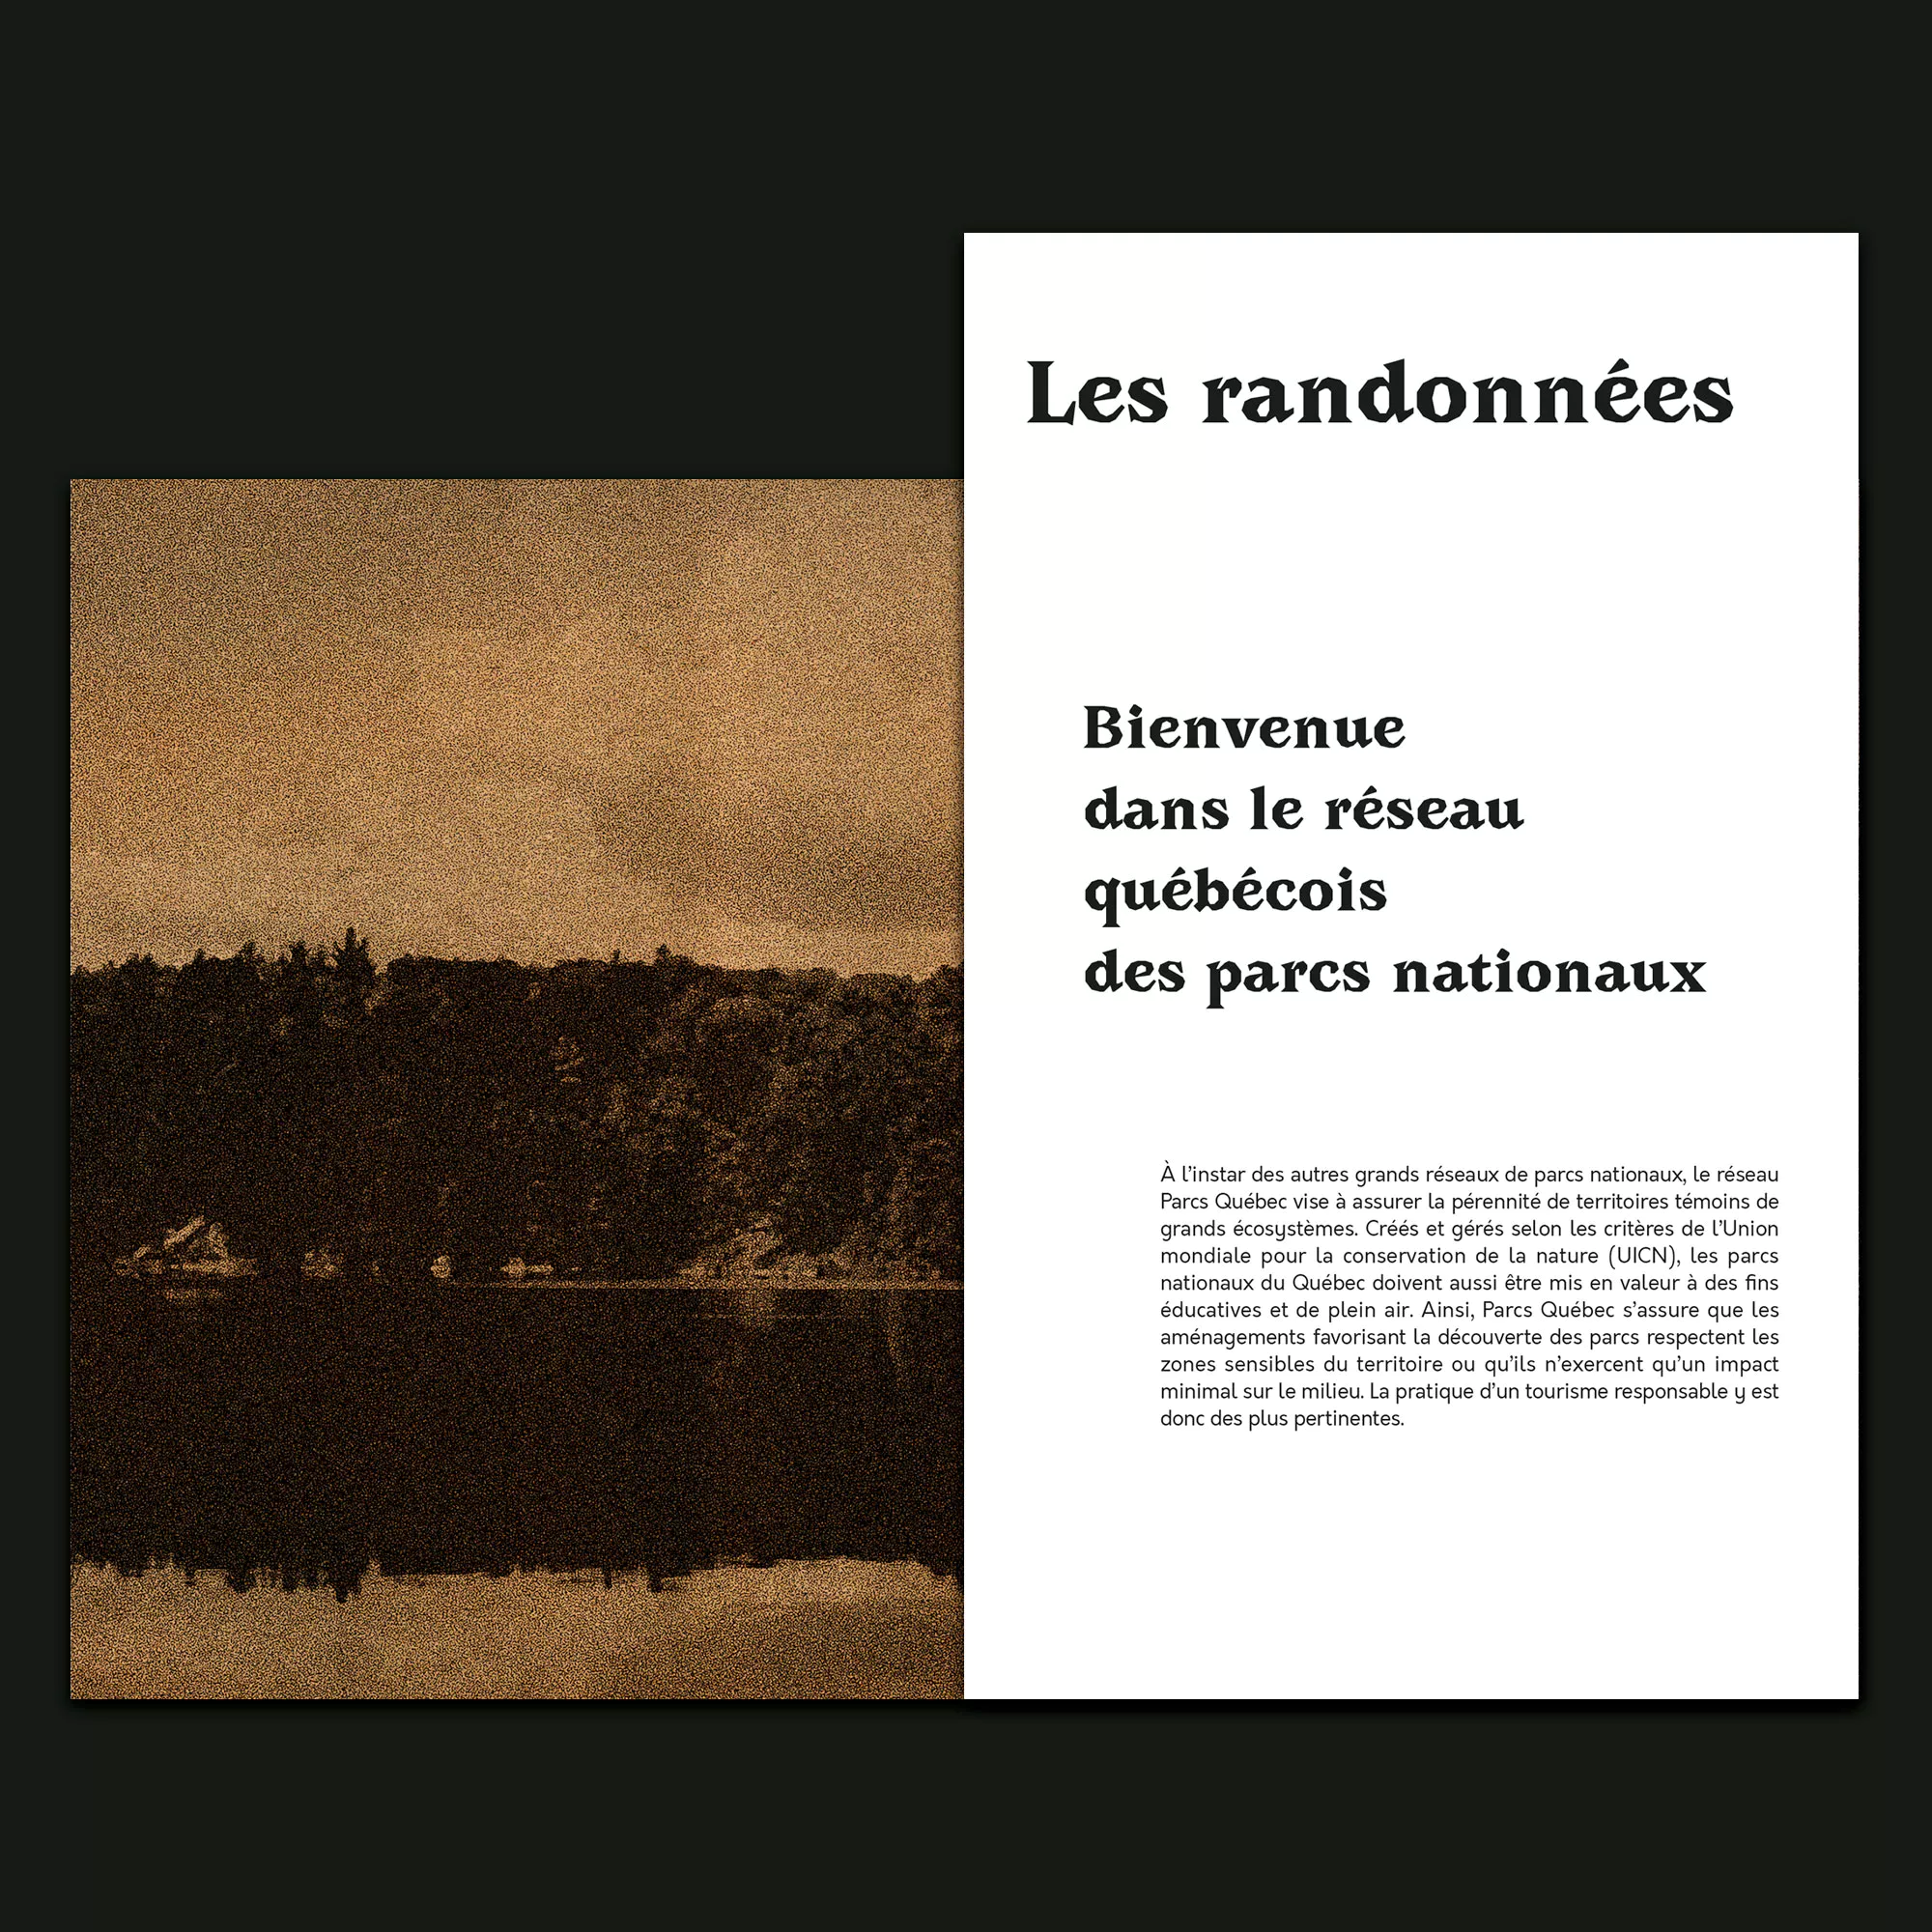 Les randonnées
Bienvenue
dans le réseau
québécois
des parcs nationaux
À l’instar des autres grands réseaux de parcs nationaux, le réseau
Parcs Québec vise à assurer la pérennité de territoires témoins de
grands écosystèmes. Créés et gérés selon les critères de l’Union
mondiale pour la conservation de la nature (UICN), les parcs
nationaux du Québec doivent aussi être mis en valeur à des fins
éducatives et de plein air. Ainsi, Parcs Québec s’assure que les
aménagements favorisant la découverte des parcs respectent les
zones sensibles du territoire ou qu’ils n’exercent qu’un impact
minimal sur le milieu. La pratique d’un tourisme responsable y est
donc des plus pertinentes.